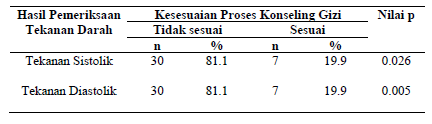 Hasil Pemeriksaan Kesesuaian Proses Konseling Gizi Nilai p
Tekanan Darah Tidak sesuai Sesuai
n % n %
Tekanan Sistolik 30 81.1 7 19.9 0.026
Tekanan Diastolik 30 81.1 7 19.9 0.005